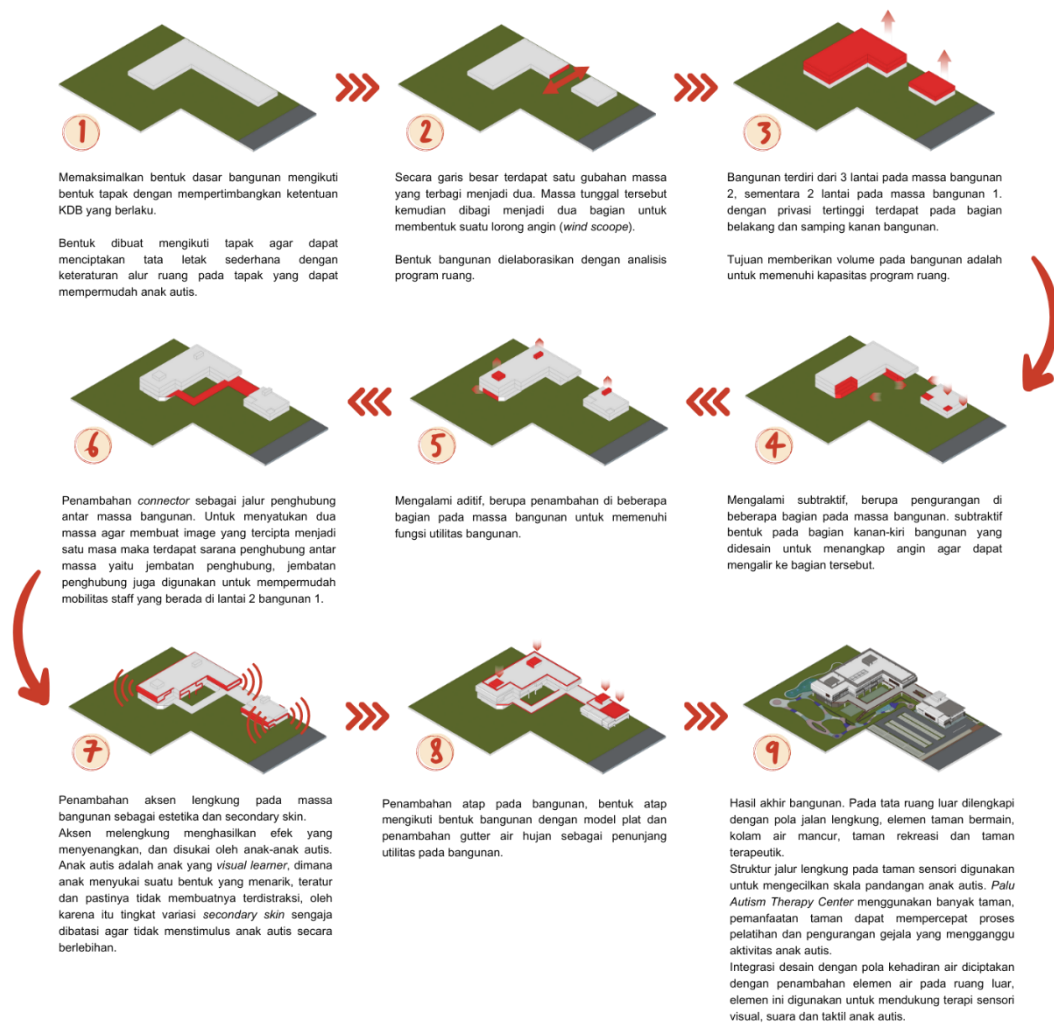 1
Memaksimalkan bentuk dasar bangunan mengikuti
bentuk tapak dengan mempertimbangkan ketentuan
KDB yang berlaku.
Bentuk dibuat mengikuti tapak agar dapat
menciptakan tata letak sederhana dengan
keteraturan alur ruang pada tapak yang dapat
mempermudah anak autis.
2
Secara garis besar terdapat satu gubahan massa
yang terbagi menjadi dua. Massa tunggal tersebut
kemudian dibagi menjadi dua bagian untuk
membentuk suatu lorong angin (wind scoope).
Bentuk bangunan dielaborasikan dengan analisis
program ruang.
3
Bangunan terdiri dari 3 lantai pada massa bangunan
2, sementara 2 lantai pada massa bangunan 1.
dengan privasi tertinggi terdapat pada bagian
belakang dan samping kanan bangunan.
Tujuan memberikan volume pada bangunan adalah
untuk memenuhi kapasitas program ruang.
4
Mengalami subtraktif, berupa pengurangan di
beberapa bagian pada massa bangunan. subtraktif
bentuk pada bagian kanan-kiri bangunan yang
didesain untuk menangkap angin agar dapat
mengalir ke bagian tersebut.
5
Mengalami aditif, berupa penambahan di beberapa
bagian pada massa bangunan untuk memenuhi
fungsi utilitas bangunan.
6
Penambahan connector sebagai jalur penghubung
antar massa bangunan. Untuk menyatukan dua
massa agar membuat image yang tercipta menjadi
satu masa maka terdapat sarana penghubung antar
massa yaitu jembatan penghubung, jembatan
penghubung juga digunakan untuk mempermudah
mobilitas staff yang berada di lantai 2 bangunan 1.
7
Penambahan aksen lengkung pada massa
bangunan sebagai estetika dan secondary skin.
Aksen melengkung menghasilkan efek yang
menyenangkan, dan disukai oleh anak-anak autis.
Anak autis adalah anak yang visual learner, dimana
anak menyukai suatu bentuk yang menarik, teratur
dan pastinya tidak membuatnya terdistraksi, oleh
karena itu tingkat variasi secondary skin sengaja
dibatasi agar tidak menstimulus anak autis secara
berlebihan.
8
Penambahan atap pada bangunan, bentuk atap
mengikuti bentuk bangunan dengan model plat dan
penambahan gutter air hujan sebagai penunjang
utilitas pada bangunan.
9
Hasil akhir bangunan. Pada tata ruang luar dilengkapi
dengan pola jalan lengkung, elemen taman bermain,
kolam air mancur, taman rekreasi dan taman
terapeutik.
Struktur jalur lengkung pada taman sensori digunakan
untuk mengecilkan skala pandangan anak autis. Palu
Autism Therapy Center menggunakan banyak taman,
pemanfaatan taman dapat mempercepat proses
pelatihan dan pengurangan gejala yang mengganggu
aktivitas anak autis.
Integrasi desain dengan pola kehadiran air diciptakan
dengan penambahan elemen air pada ruang luar,
elemen ini digunakan untuk mendukung terapi sensori
visual, suara dan taktil anak autis.